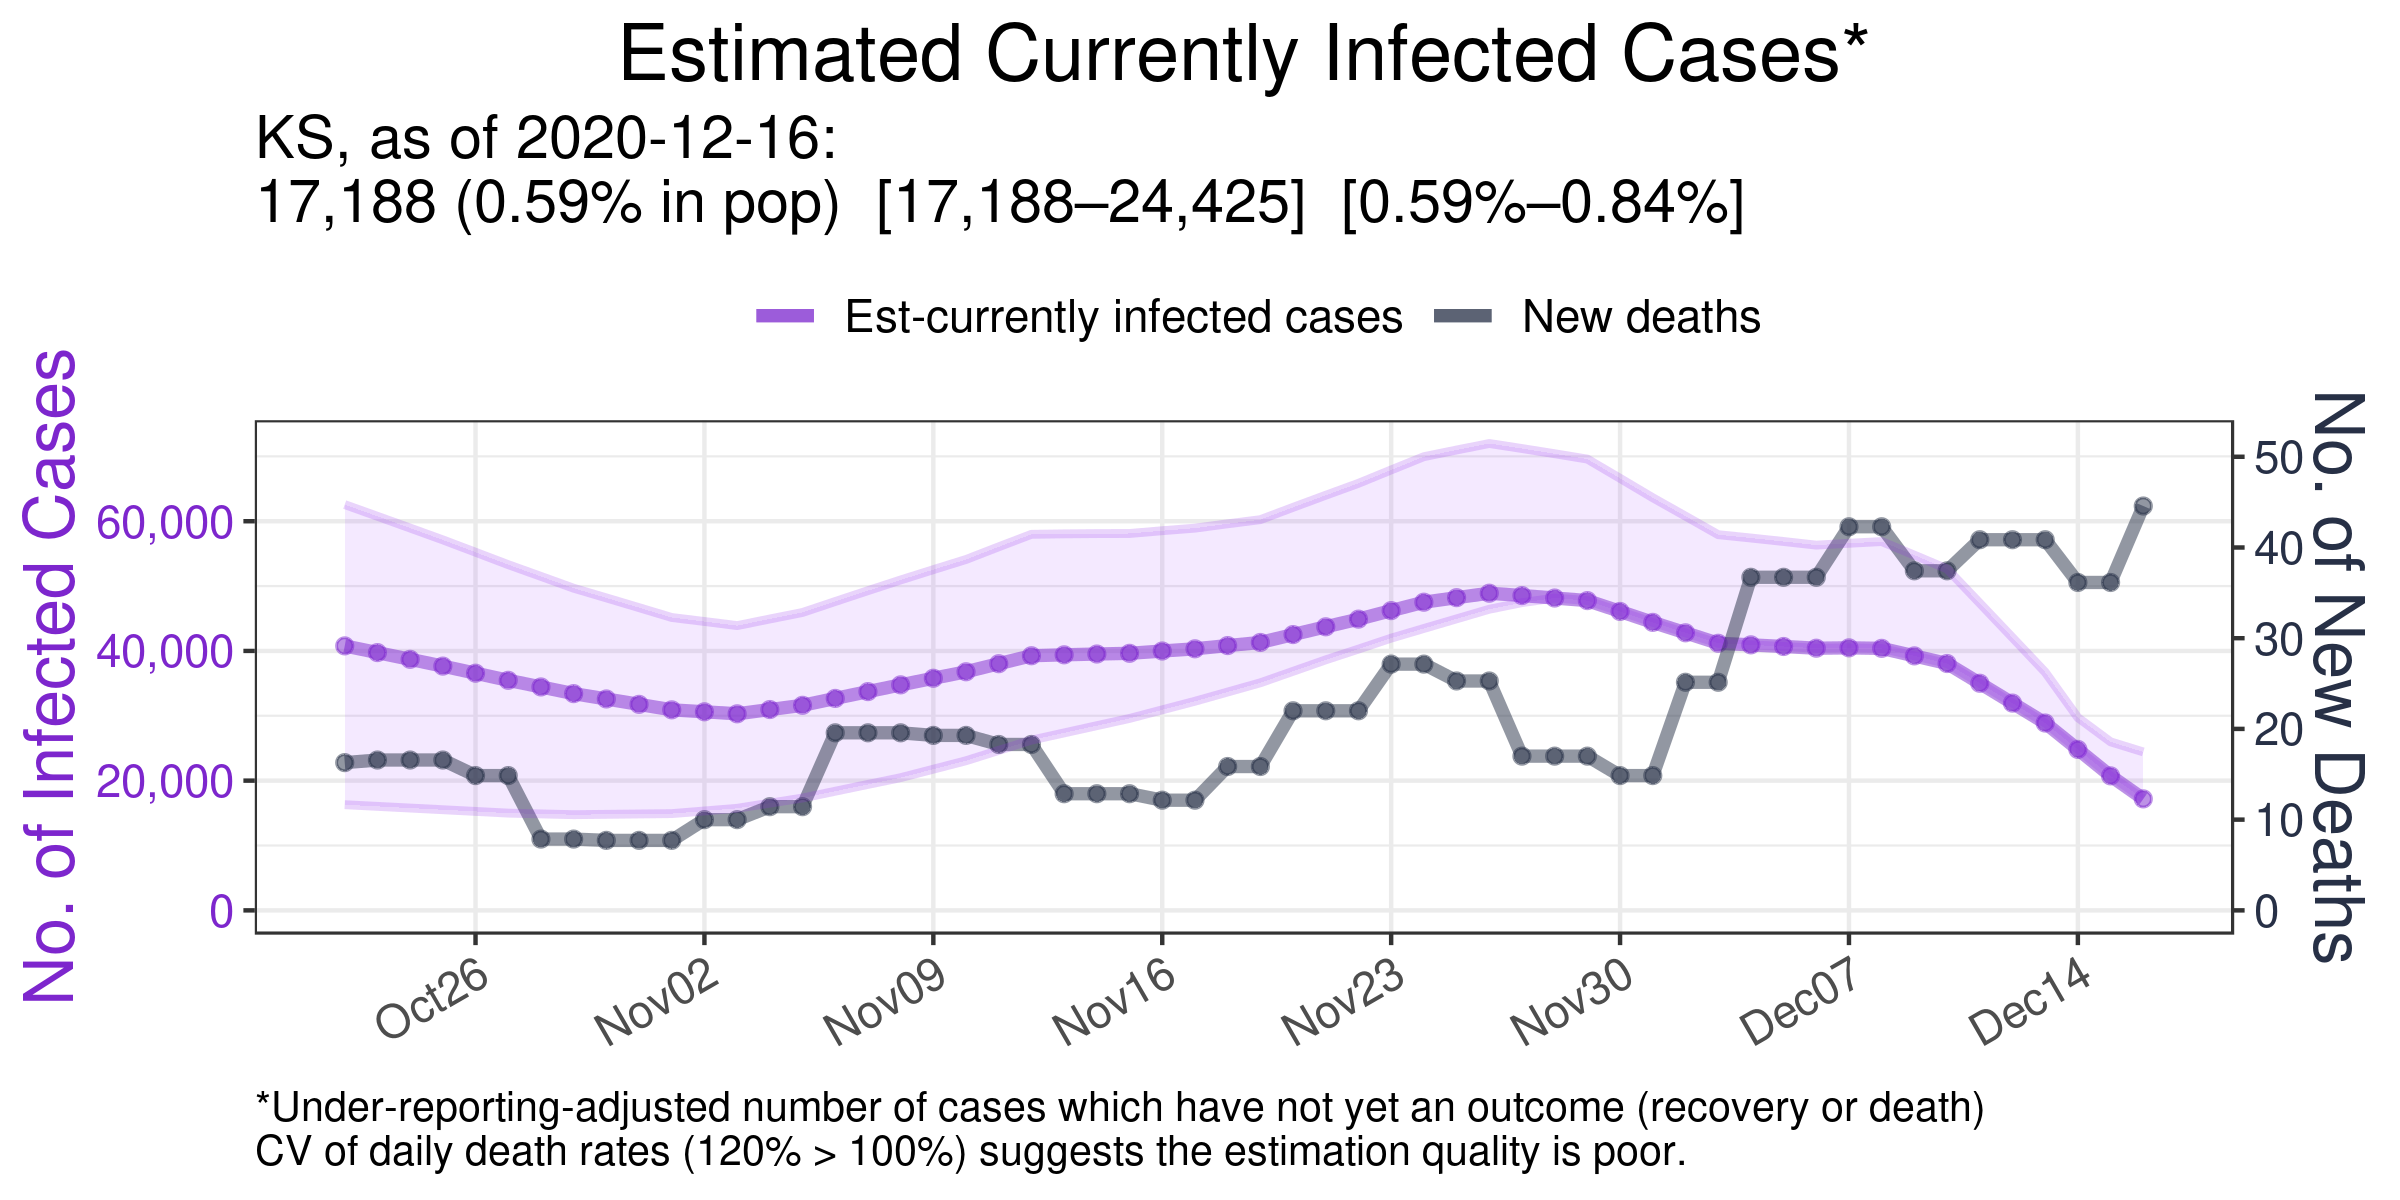 Estimated Currently Infected Cases*
KS, as of 2020-12-16:
17,188 (0.59% in pop)  [17,188–24,425]  [0.59%–0.84%]
Est-currently infected cases
New deaths
No. of Infected Cases
60,000
40,000
20,000
0
50
40
30
20
10
0
No. of New Deaths
Oct26
Nov02
Nov09
Nov16
Nov23
Nov30
Dec07
Dec14
*Under-reporting-adjusted number of cases which have not yet an outcome (recovery or death)
CV of daily death rates (120% > 100%) suggests the estimation quality is poor.